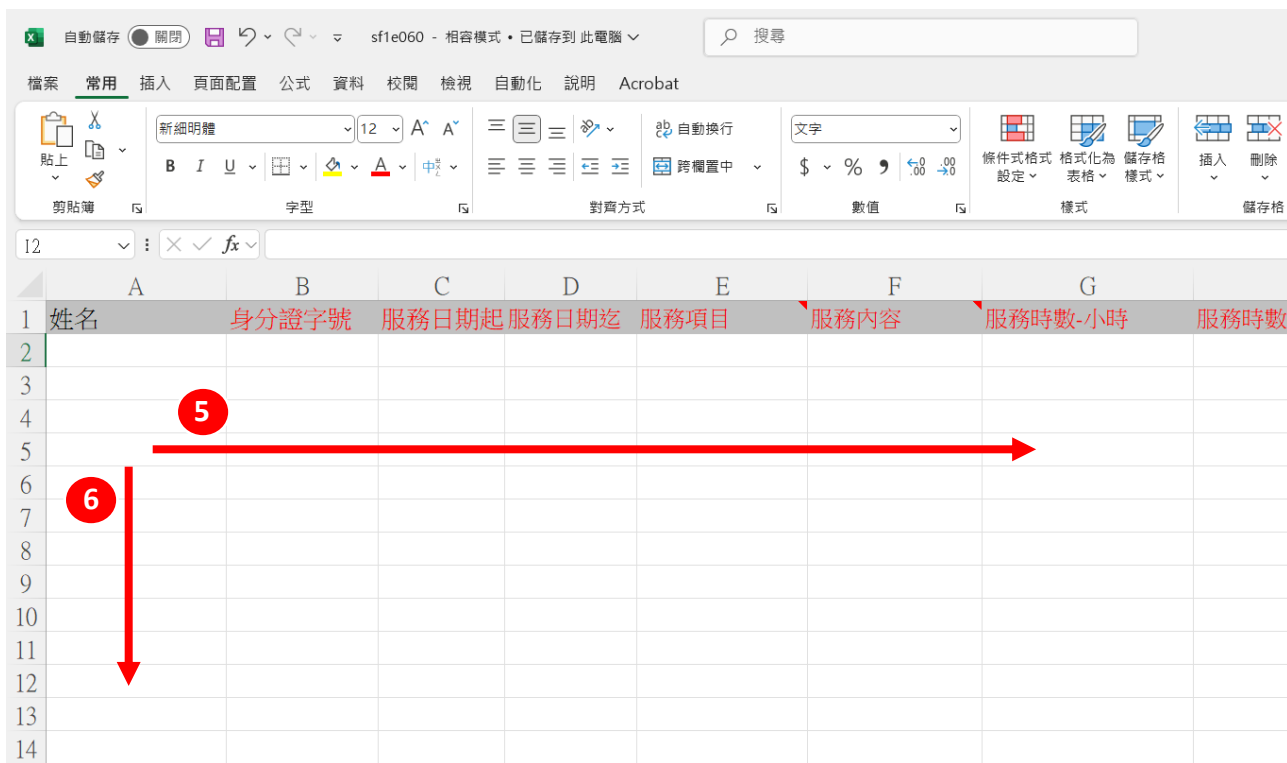 自動儲存 關閉 sf1e060 - 相容模式 • 已儲存到 此電腦 搜尋
檔案 常用 插入 頁面配置 公式 資料 校閱 檢視 自動化 說明 Acrobat
新細明體 12 A^ A˅ ab 自動換行 文字
貼上 B I U A 中 跨欄置中 $ % 9 .00 .00 條件式格式設定 格式化為表格 儲存格樣式 插入 刪除
剪貼簿 字型 對齊方式 數值 樣式 儲存格
I2 fx
A B C D E F G
1 姓名 身分證字號 服務日期起 服務日期迄 服務項目 服務內容 服務時數-小時 服務時數
2
3
4
5
5
6
6
7
8
9
10
11
12
13
14